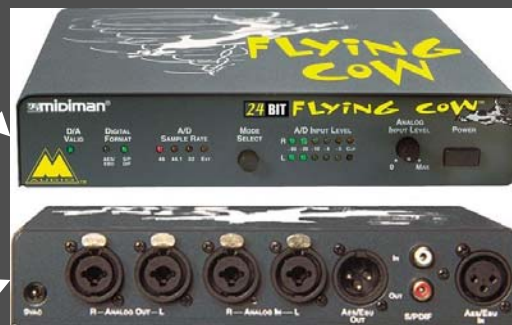 FLYING
COW
midiman®
24 BIT FLYING COW
D/A
VALID
DIGITAL
FORMAT
A/D
SAMPLE RATE
MODE
SELECT
A/D INPUT LEVEL
ANALOG
INPUT LEVEL
POWER
R
L
AES/
EBU
S/P
DIF
48 44.1 32 EXT
CLIP
0 MAX
M
AUDIO
9VAC
R—ANALOG OUT—L
R—ANALOG IN—L
AES/EBU
OUT
In
Out
S/PDIF
AES/EBU
IN